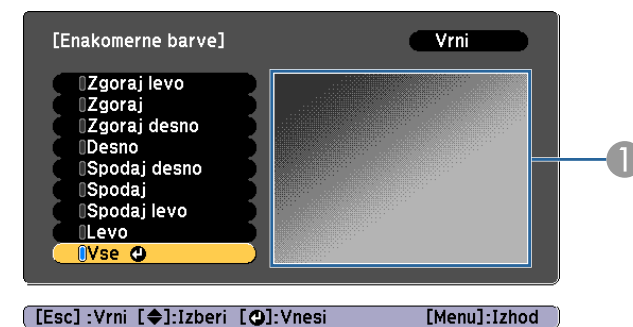 [Enakomerne barve] Vrni
Zgoraj levo
Zgoraj
Zgoraj desno
Desno
Spodaj desno
Spodaj
Spodaj levo
Levo
Vse
1
[Esc] :Vrni [◆]:Izberi [↵]:Vnesi [Menu]:Izhod